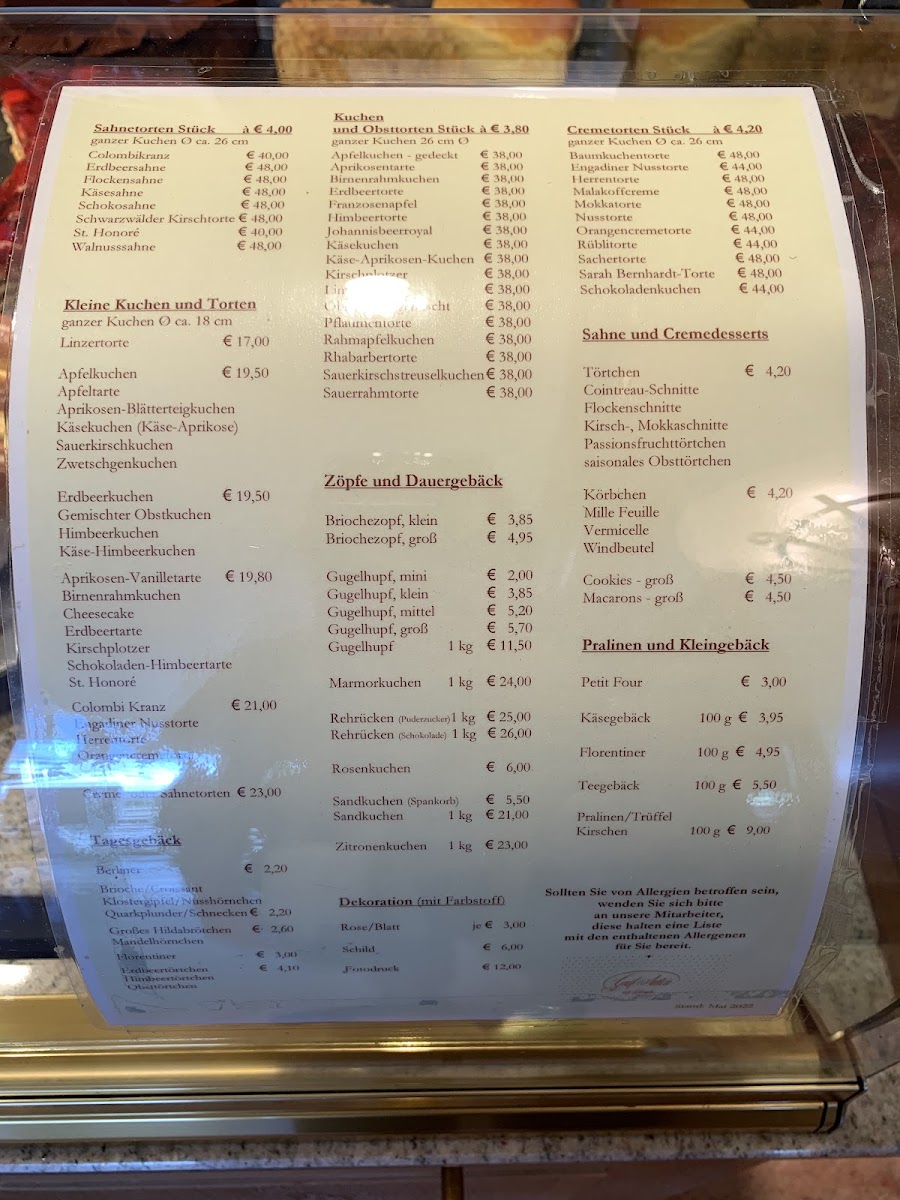 Sahnetorten Stück à € 4,00
ganzer Kuchen Ø ca. 26 cm
Colombikranz € 40,00
Erdbeersahne € 48,00
Flockensahne € 48,00
Käsesahne € 48,00
Schokosahne € 48,00
Schwarzwälder Kirschtorte € 48,00
St. Honoré € 40,00
Walnusssahne € 48,00
Kleine Kuchen und Torten
ganzer Kuchen Ø ca. 18 cm
Linzertorte € 17,00
Apfelkuchen € 19,50
Apfeltarte
Aprikosen-Blätterteigkuchen
Käsekuchen (Käse-Aprikose)
Sauerkirschkuchen
Zwetschgenkuchen
Erdbeerkuchen € 19,50
Gemischter Obstkuchen
Himbeerkuchen
Käse-Himbeerkuchen
Aprikosen-Vanilletarte € 19,80
Birnenrahmkuchen
Cheesecake
Erdbeertarte
Kirschplotzer
Schokoladen-Himbeertarte
St. Honoré
Colombi Kranz € 21,00
Engadiner Nusstorte
Herrentorte
Sahnetorten € 23,00
Tagesgebäck
Berliner € 2,20
Brioche/Croissant
Klostergipfel/Nusshörnchen
Quarkplunder/Schnecken € 2,20
Großes Hildabrötchen € 2,60
Mandelhörnchen
Florentiner € 3,00
Erdbeertörtchen € 4,10
Himbeertörtchen
Obsttörtchen
Kuchen
und Obsttorten Stück à € 3,80
ganzer Kuchen 26 cm Ø
Apfelkuchen - gedeckt € 38,00
Aprikosentarte € 38,00
Birnenrahmkuchen € 38,00
Erdbeertorte € 38,00
Franzosenapfel € 38,00
Himbeertorte € 38,00
Johannisbeerroyal € 38,00
Käsekuchen € 38,00
Käse-Aprikosen-Kuchen € 38,00
Kirschplotzer € 38,00
€ 38,00
€ 38,00
Pflaumentorte € 38,00
Rahmapfelkuchen € 38,00
Rhabarbertorte € 38,00
Sauerkirschstreuselkuchen € 38,00
Sauerrahmtorte € 38,00
Zöpfe und Dauergebäck
Briochezopf, klein € 3,85
Briochezopf, groß € 4,95
Gugelhupf, mini € 2,00
Gugelhupf, klein € 3,85
Gugelhupf, mittel € 5,20
Gugelhupf, groß € 5,70
Gugelhupf 1 kg € 11,50
Marmorkuchen 1 kg € 24,00
Rehrücken (Puderzucker) 1 kg € 25,00
Rehrücken (Schokolade) 1 kg € 26,00
Rosenkuchen € 6,00
Sandkuchen (Spankorb) € 5,50
Sandkuchen 1 kg € 21,00
Zitronenkuchen 1 kg € 23,00
Dekoration (mit Farbstoff)
Rose/Blatt je € 3,00
Schild € 6,00
Fotodruck € 12,00
Cremetorten Stück à € 4,20
ganzer Kuchen Ø ca. 26 cm
Baumkuchentorte € 48,00
Engadiner Nusstorte € 44,00
Herrentorte € 48,00
Malakoffcreme € 48,00
Mokkatorte € 48,00
Nusstorte € 48,00
Orangencremetorte € 44,00
Rüblitorte € 44,00
Sachertorte € 48,00
Sarah Bernhardt-Torte € 48,00
Schokoladenkuchen € 44,00
Sahne und Cremedesserts
Törtchen € 4,20
Cointreau-Schnitte
Flockenschnitte
Kirsch-, Mokkaschnitte
Passionsfruchttörtchen
saisonales Obsttörtchen
Körbchen € 4,20
Mille Feuille
Vermicelle
Windbeutel
Cookies - groß € 4,50
Macarons - groß € 4,50
Pralinen und Kleingebäck
Petit Four € 3,00
Käsegebäck 100 g € 3,95
Florentiner 100 g € 4,95
Teegebäck 100 g € 5,50
Pralinen/Trüffel
Kirschen 100 g € 9,00
Sollten Sie von Allergien betroffen sein,
wenden Sie sich bitte
an unsere Mitarbeiter,
diese halten eine Liste
mit den enthaltenen Allergenen
für Sie bereit.
Stand: Mai